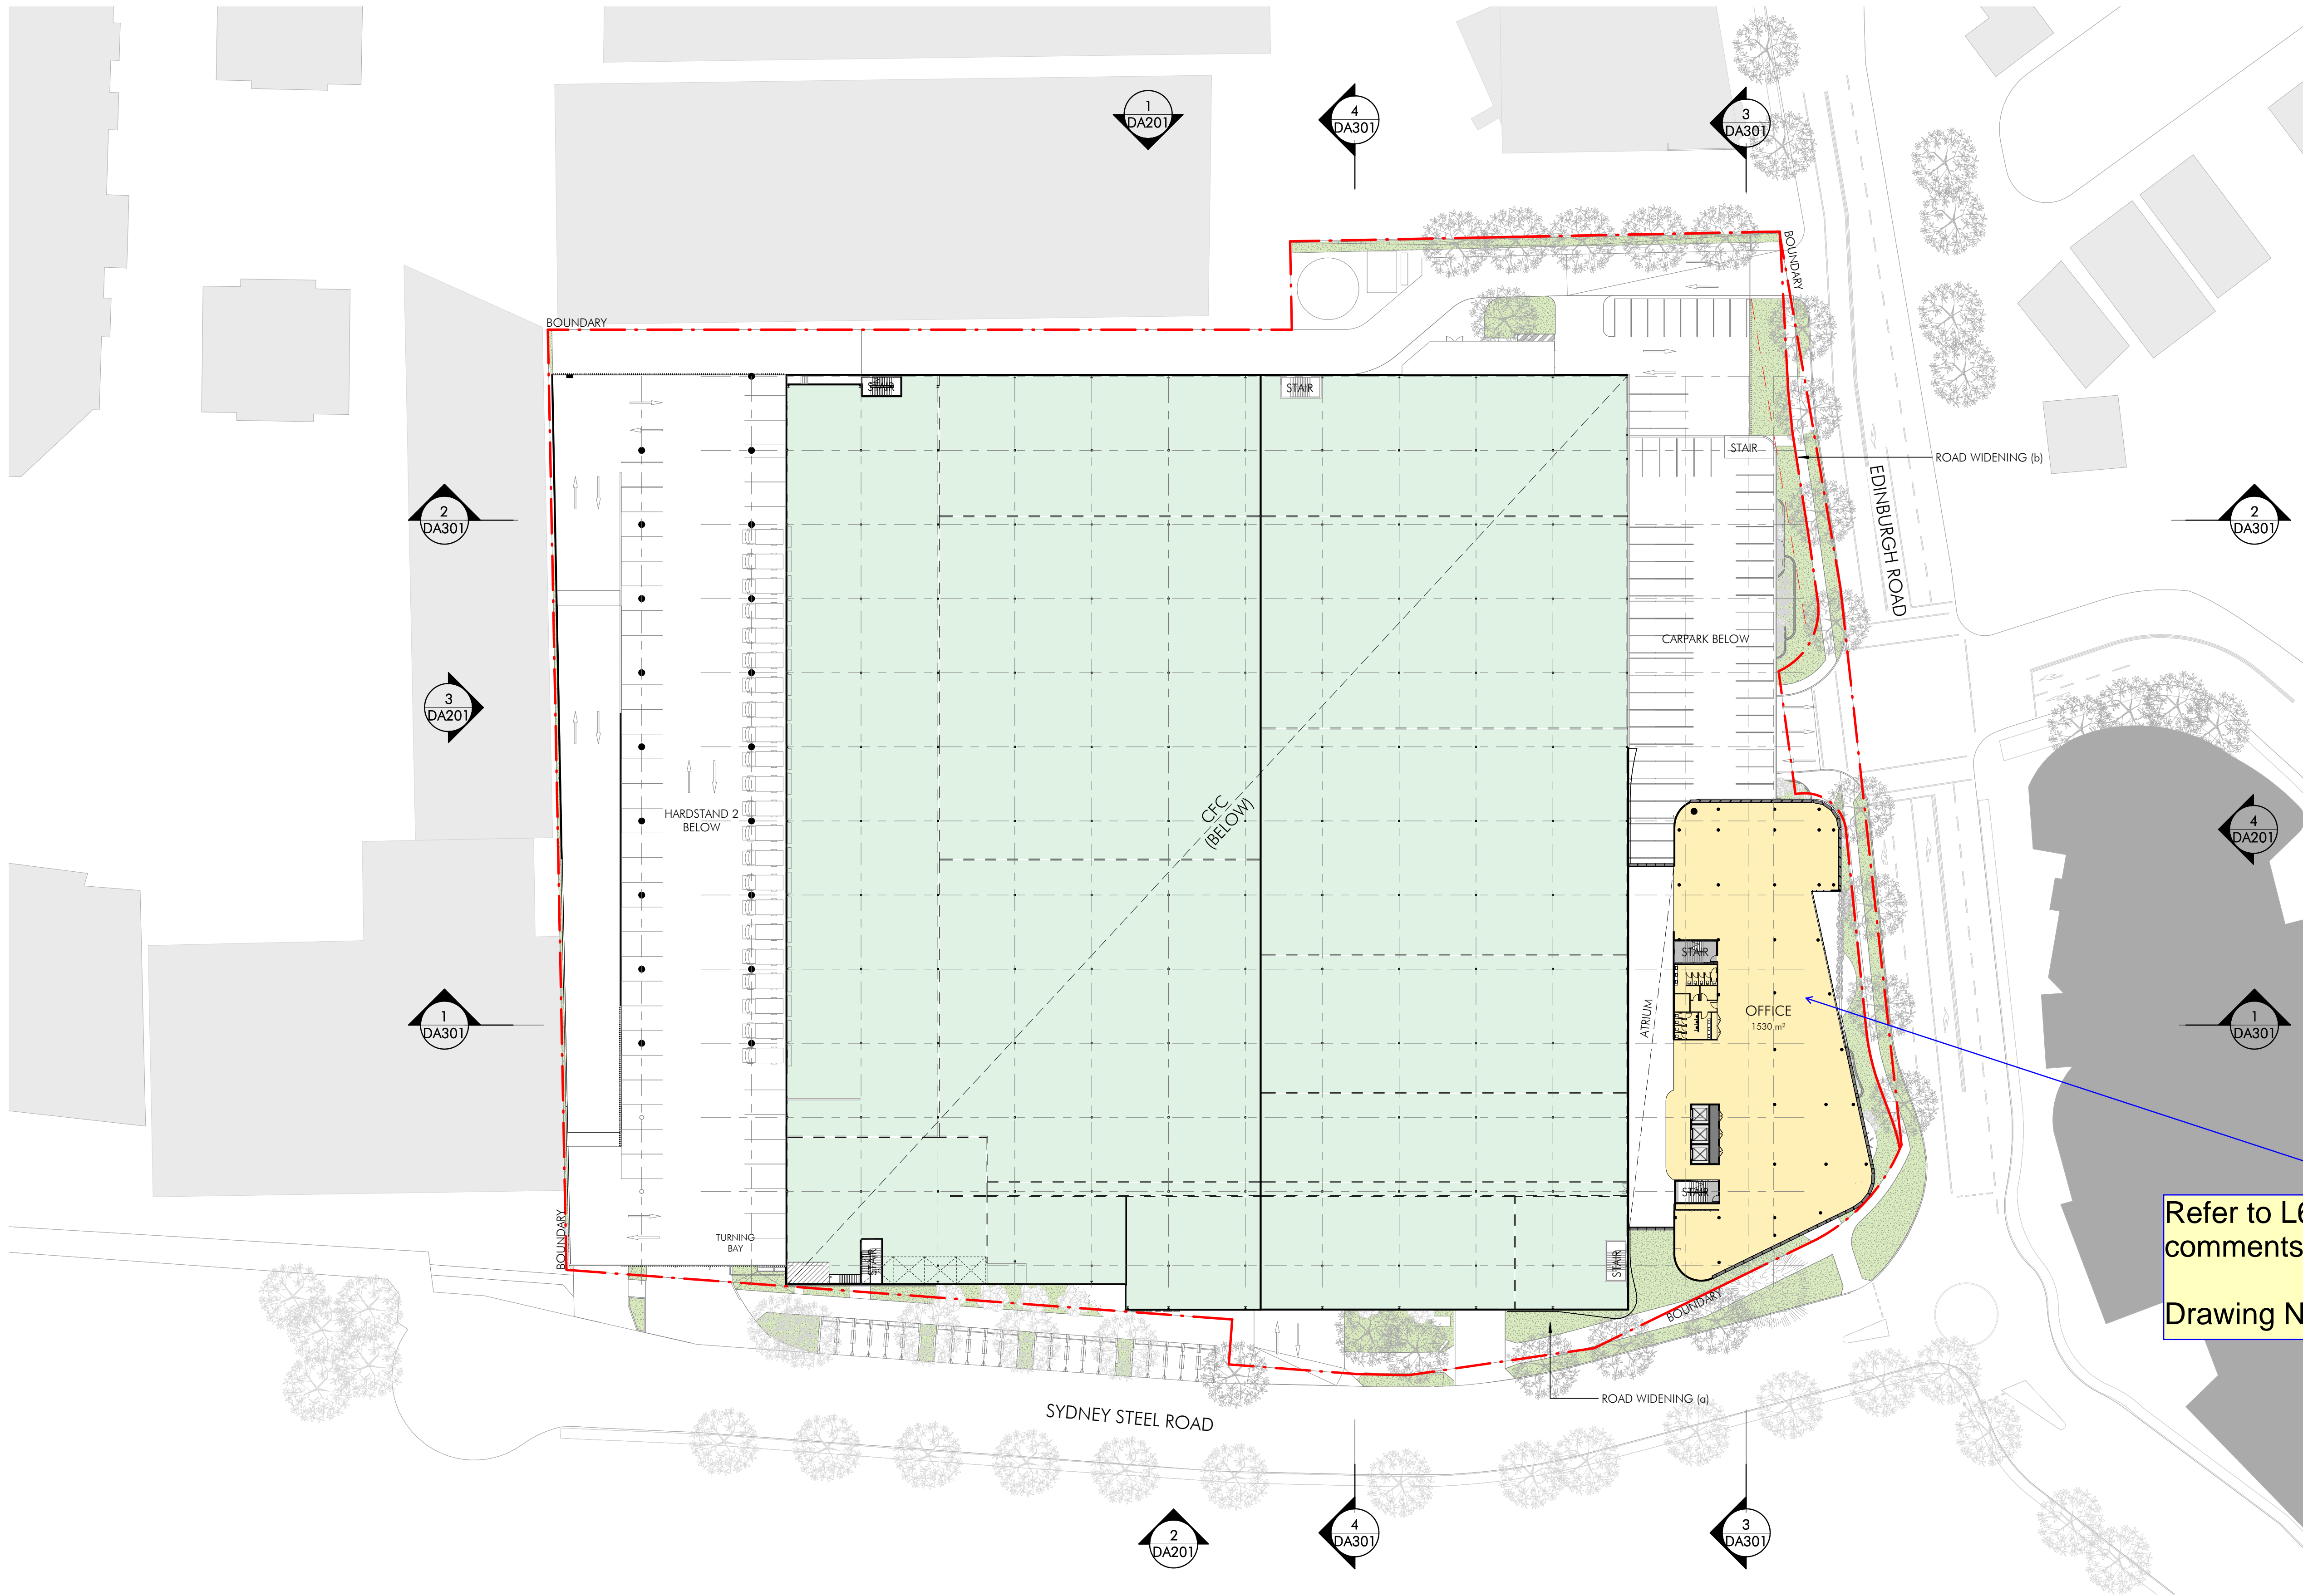 1
DA201
4
DA301
3
DA301
BOUNDARY
BOUNDARY
STAIR
STAIR
STAIR
ROAD WIDENING (b)
EDINBURGH ROAD
2
DA301
2
DA301
CARPARK BELOW
3
DA201
HARDSTAND 2
BELOW
CFC
(BELOW)
4
DA201
STAIR
ATRIUM
OFFICE
1530 m²
1
DA301
1
DA301
STAIR
BOUNDARY
TURNING
BAY
STAIR
STAIR
BOUNDARY
Refer to L6
comments
Drawing N
ROAD WIDENING (a)
SYDNEY STEEL ROAD
2
DA201
4
DA301
3
DA301